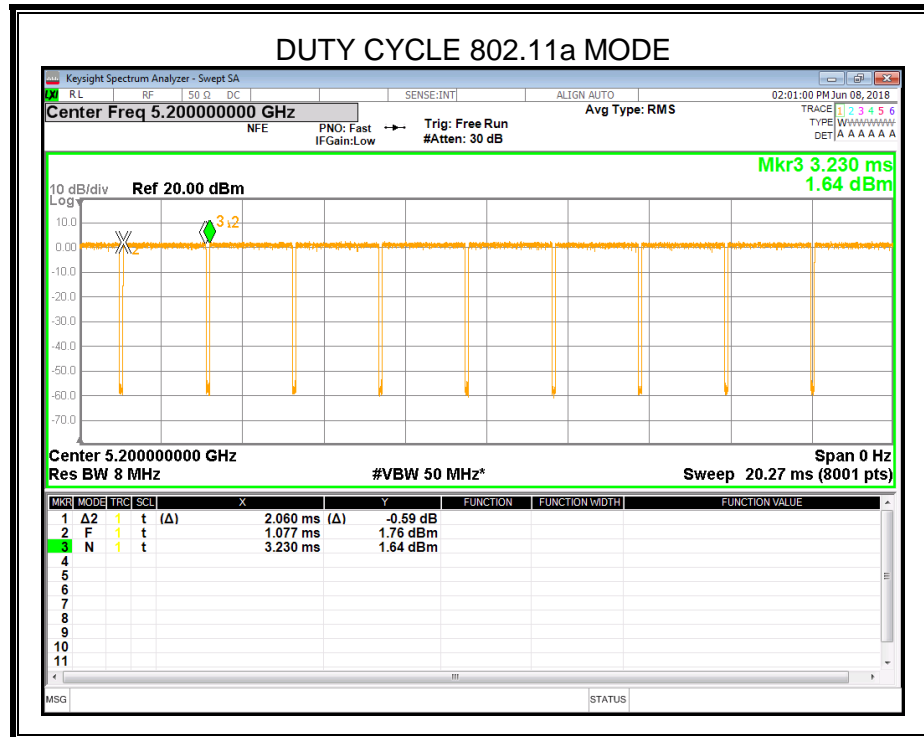 DUTY CYCLE 802.11a MODE
Keysight Spectrum Analyzer - Swept SA
LXI RL RF 50 Ω DC SENSE:INT ALIGN AUTO 02:01:00 PM Jun 08, 2018
Center Freq 5.200000000 GHz Avg Type: RMS TRACE 1 2 3 4 5 6
NFE PNO: Fast Trig: Free Run TYPE WWWWWW
IFGain:Low #Atten: 30 dB DET A A A A A A
Mkr3 3.230 ms
10 dB/div Ref 20.00 dBm 1.64 dBm
Log
10.0
0.00
-10.0
-20.0
-30.0
-40.0
-50.0
-60.0
-70.0
Center 5.200000000 GHz Span 0 Hz
Res BW 8 MHz #VBW 50 MHz* Sweep 20.27 ms (8001 pts)
MKR MODE TRC SCL X Y FUNCTION FUNCTION WIDTH FUNCTION VALUE
1 Δ2 1 t (Δ) 2.060 ms (Δ) -0.59 dB
2 F 1 t 1.077 ms 1.76 dBm
3 N 1 t 3.230 ms 1.64 dBm
4
5
6
7
8
9
10
11
MSG STATUS